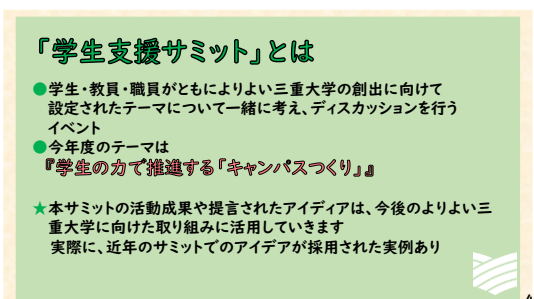 「学生支援サミット」とは
●学生・教員・職員がともによりよい三重大学の創出に向けて
設定されたテーマについて一緒に考え、ディスカッションを行う
イベント
●今年度のテーマは
『学生の力で推進する「キャンパスつくり」』
★本サミットの活動成果や提言されたアイディアは、今後のよりよい三
重大学に向けた取り組みに活用していきます
実際に、近年のサミットでのアイデアが採用された実例あり